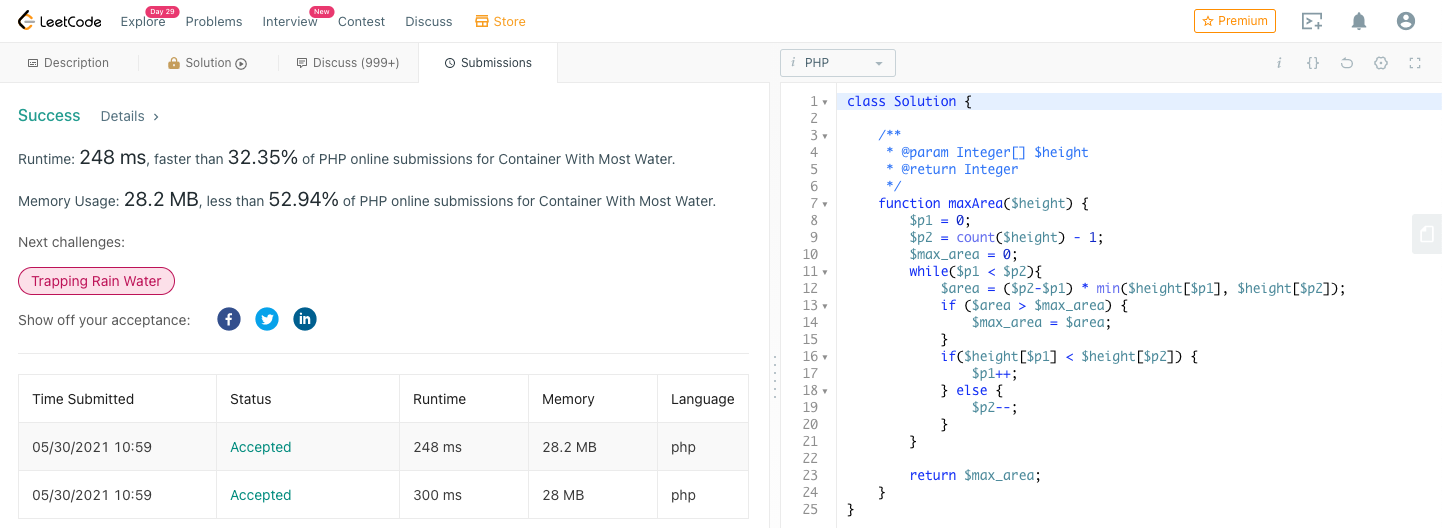 LeetCode Explore Day 29 Problems Interview New Contest Discuss Store Premium
Description Solution Discuss (999+) Submissions
Success Details >
Runtime: 248 ms, faster than 32.35% of PHP online submissions for Container With Most Water.
Memory Usage: 28.2 MB, less than 52.94% of PHP online submissions for Container With Most Water.
Next challenges:
Trapping Rain Water
Show off your acceptance:
Time Submitted Status Runtime Memory Language
05/30/2021 10:59 Accepted 248 ms 28.2 MB php
05/30/2021 10:59 Accepted 300 ms 28 MB php
i PHP i {}
1 class Solution {
2
3 /**
4 * @param Integer[] $height
5 * @return Integer
6 */
7 function maxArea($height) {
8 $p1 = 0;
9 $p2 = count($height) - 1;
10 $max_area = 0;
11 while($p1 < $p2){
12 $area = ($p2-$p1) * min($height[$p1], $height[$p2]);
13 if ($area > $max_area) {
14 $max_area = $area;
15 }
16 if($height[$p1] < $height[$p2]) {
17 $p1++;
18 } else {
19 $p2--;
20 }
21 }
22
23 return $max_area;
24 }
25 }